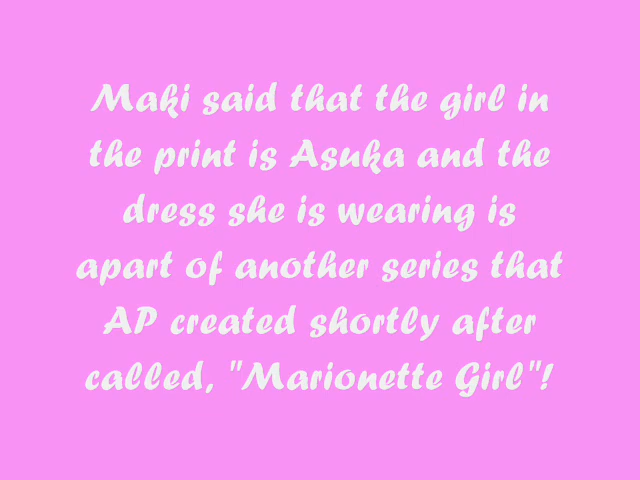 Maki said that the girl in
the print is Asuka and the
dress she is wearing is
apart of another series that
AP created shortly after
called, "Marionette Girl"!